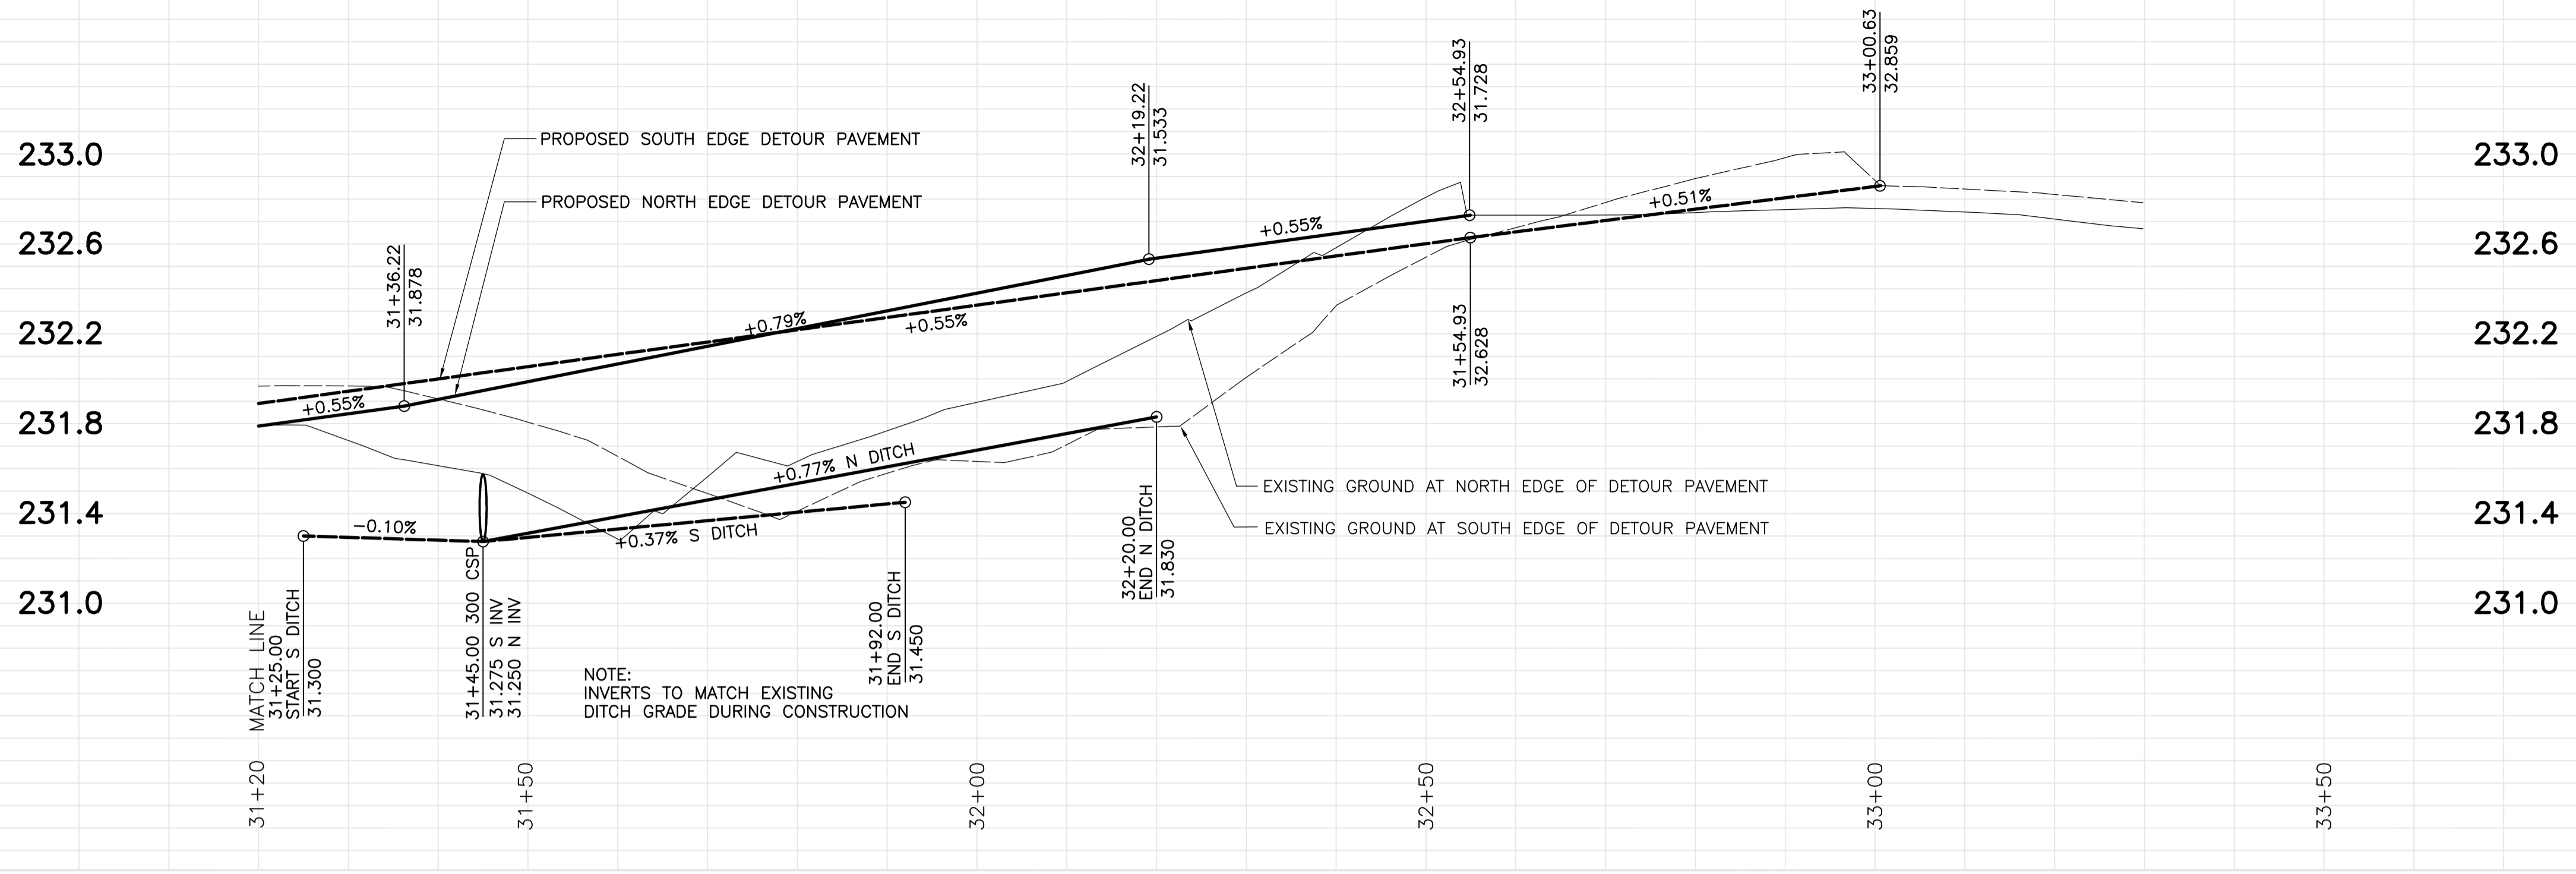 33+00.63
32.859
32+54.93
31.728
32+19.22
31.533
PROPOSED SOUTH EDGE DETOUR PAVEMENT
233.0
233.0
PROPOSED NORTH EDGE DETOUR PAVEMENT
+0.51%
+0.55%
232.6
232.6
31+36.22
31.878
+0.79%
+0.55%
232.2
232.2
31+54.93
32.628
+0.55%
231.8
231.8
+0.77% N DITCH
EXISTING GROUND AT NORTH EDGE OF DETOUR PAVEMENT
231.4
231.4
-0.10%
+0.37% S DITCH
EXISTING GROUND AT SOUTH EDGE OF DETOUR PAVEMENT
32+20.00
END N DITCH
31.830
231.0
231.0
MATCH LINE
31+25.00
START S DITCH
31.300
31+45.00 300 CSP
31.275 S INV
31.250 N INV
31+92.00
END S DITCH
31.450
NOTE:
INVERTS TO MATCH EXISTING
DITCH GRADE DURING CONSTRUCTION
31+20
31+50
32+00
32+50
33+00
33+50